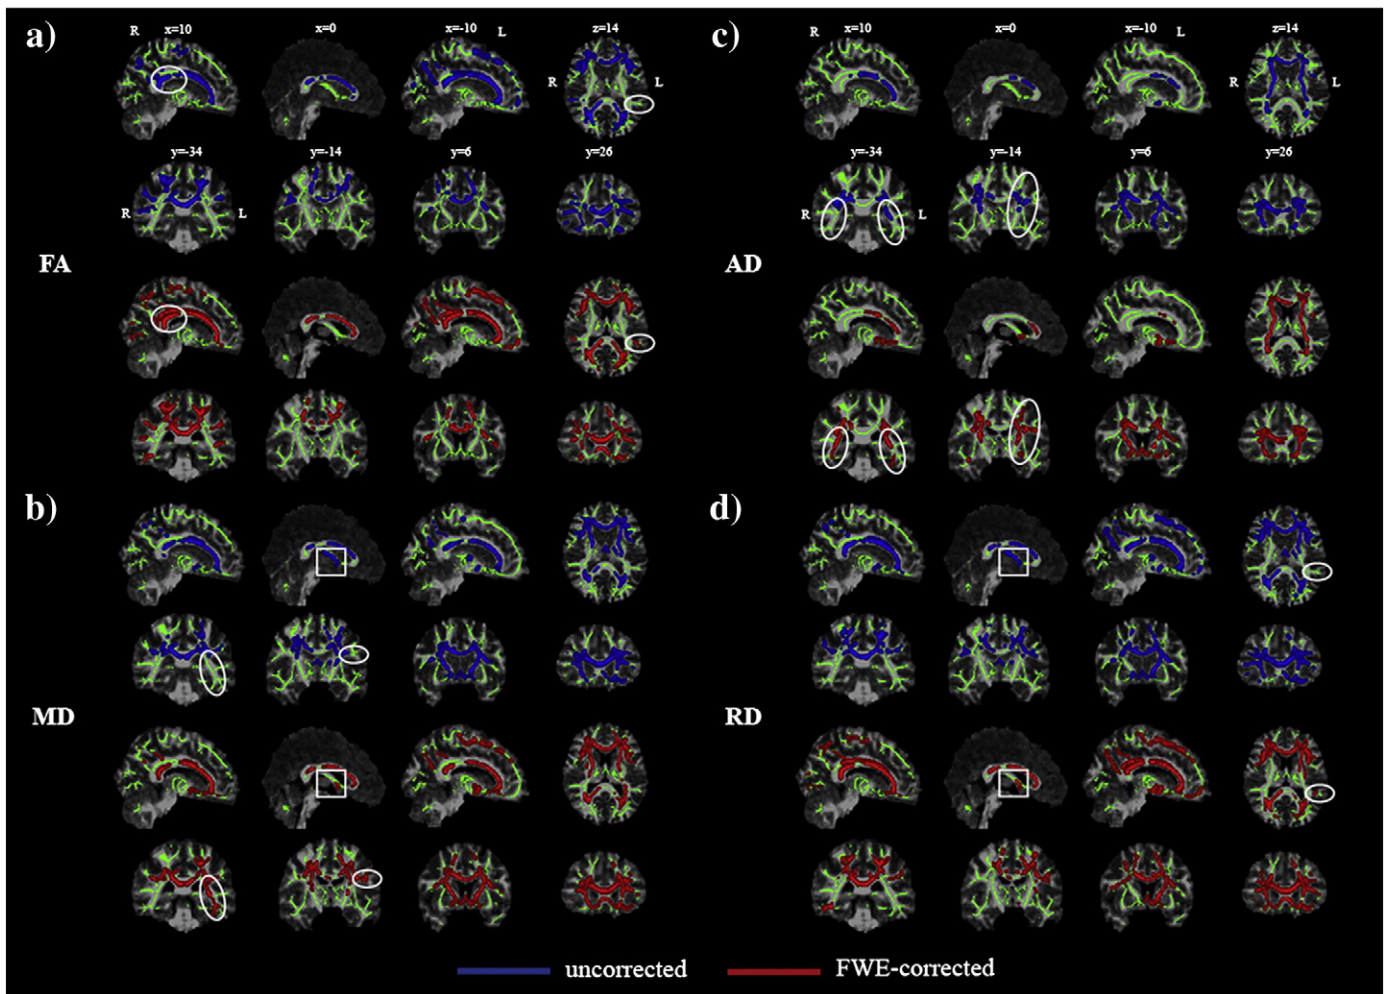 a)
R
x=10
x=0
x=-10
L
z=14
R
L
y=-34
y=-14
y=6
y=26
R
L
FA
c)
R
x=10
x=0
x=-10
L
z=14
R
L
y=-34
y=-14
y=6
y=26
R
L
AD
b)
MD
d)
RD
uncorrected
FWE-corrected